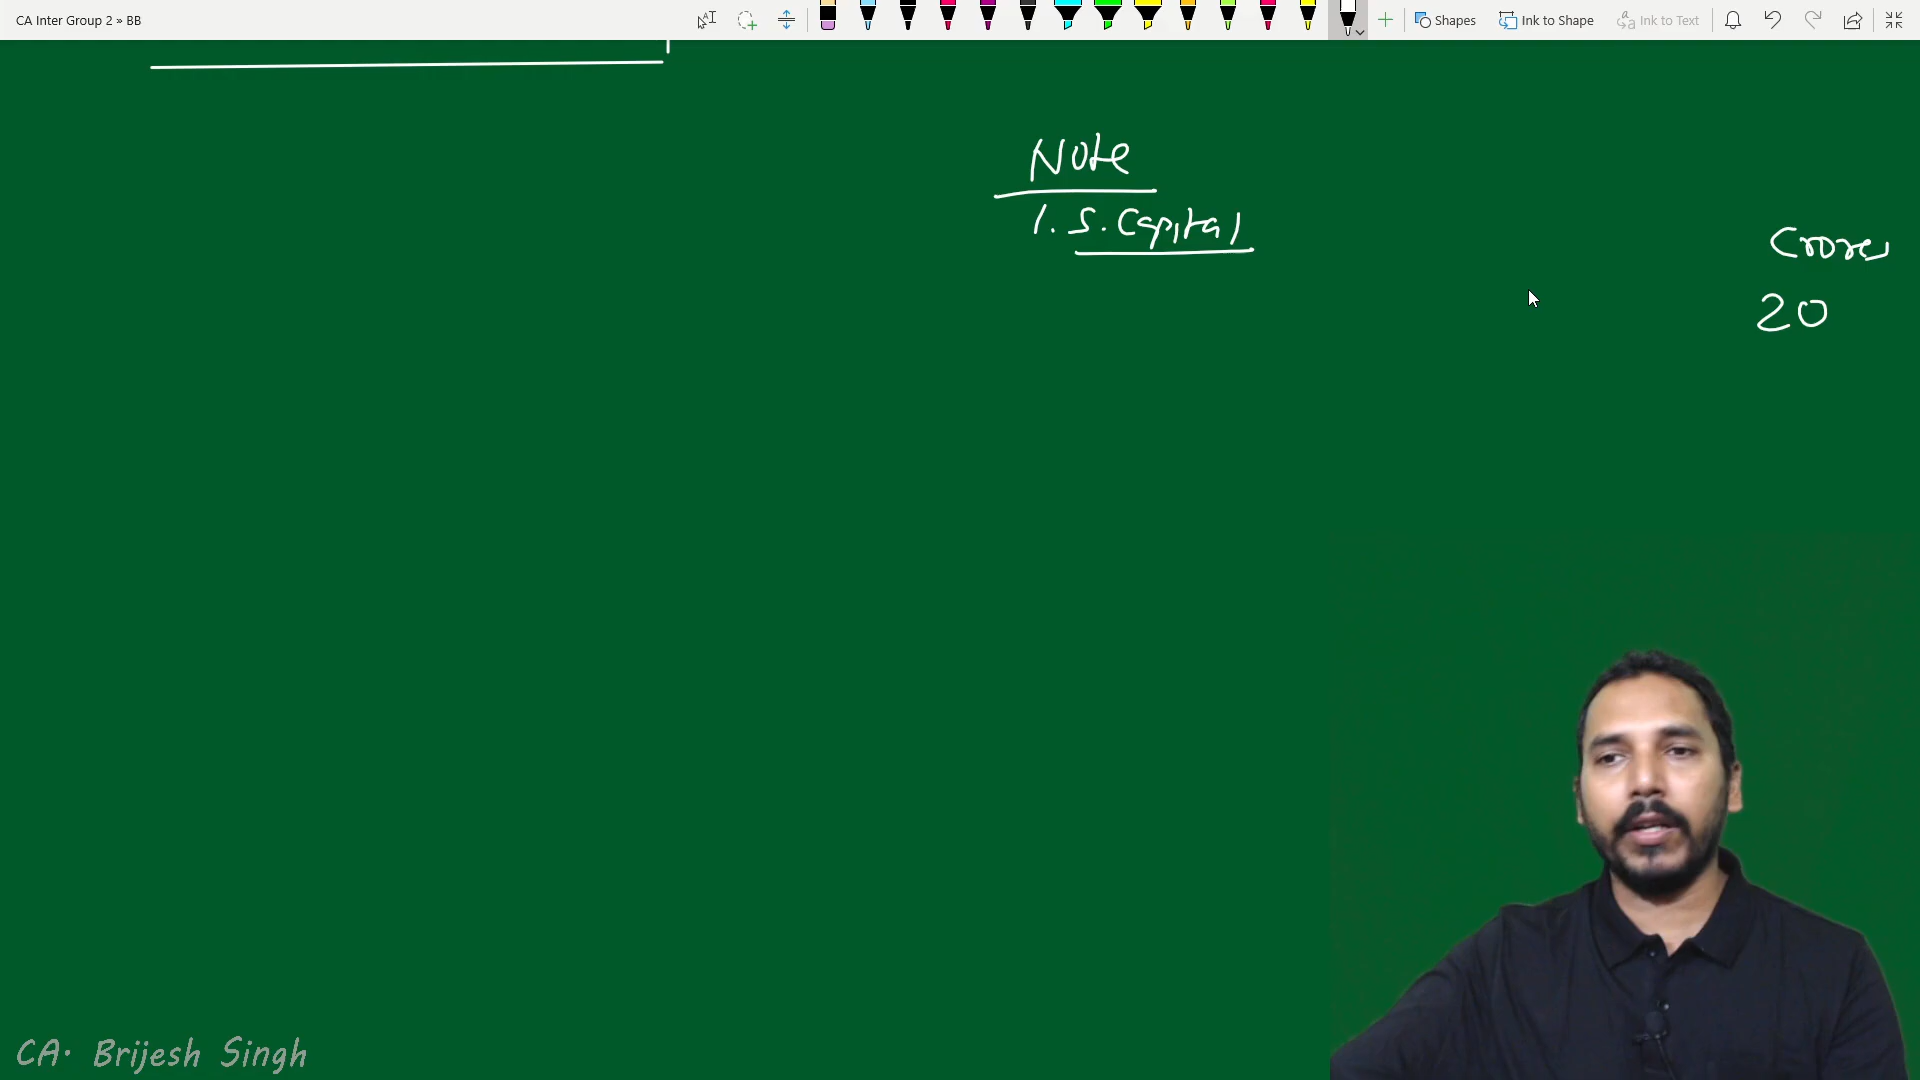 CA Inter Group 2 » BB
Shapes
Ink to Shape
Ink to Text
Note
1. S. Capital
Crores
20
CA. Brijesh Singh